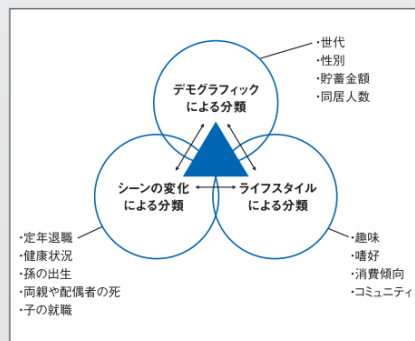 ・世代
・性別
・貯蓄金額
・同居人数
デモグラフィック
による分類
シーンの変化
による分類
ライフスタイル
による分類
・定年退職
・健康状況
・孫の出生
・両親や配偶者の死
・子の就職
・趣味
・嗜好
・消費傾向
・コミュニティ